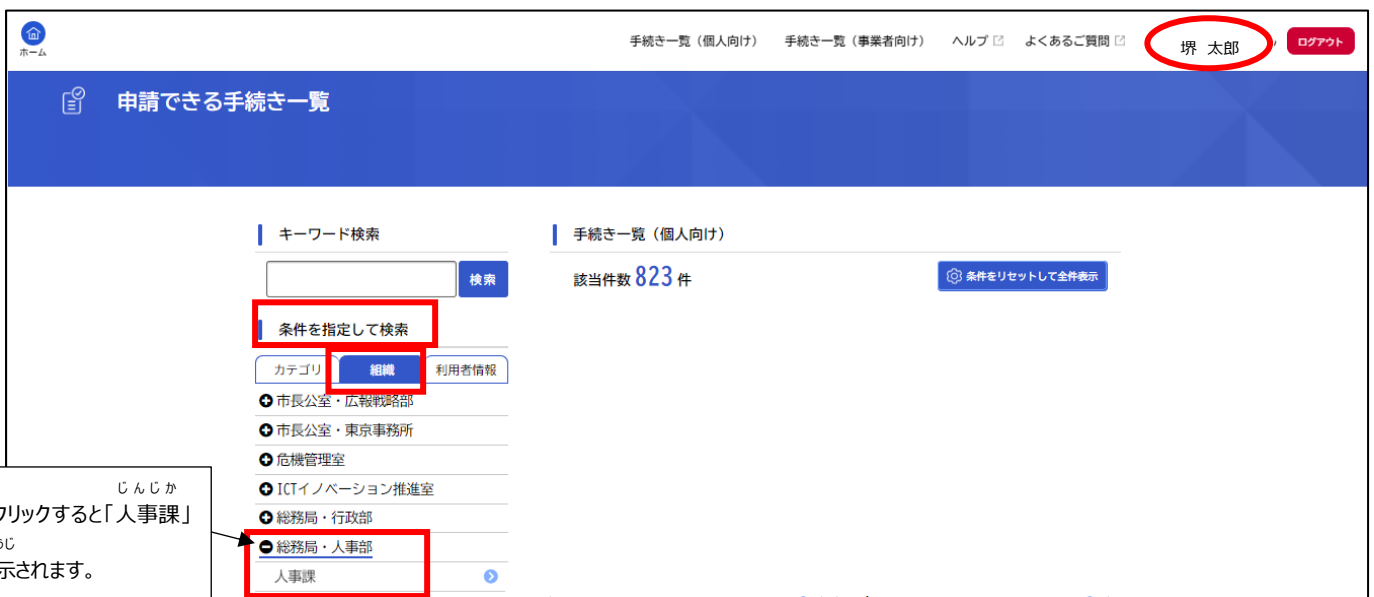 ホーム
手続き一覧（個人向け） 手続き一覧（事業者向け） ヘルプ よくあるご質問 堺 太郎 ログアウト
申請できる手続き一覧
キーワード検索
検索
条件を指定して検索
カテゴリ 組織 利用者情報
市長公室・広報戦略部
市長公室・東京事務所
危機管理室
ICTイノベーション推進室
総務局・行政部
総務局・人事部
人事課
手続き一覧（個人向け）
該当件数 823 件
条件をリセットして全件表示
じんじか
リックすると「人事課」
示されます。